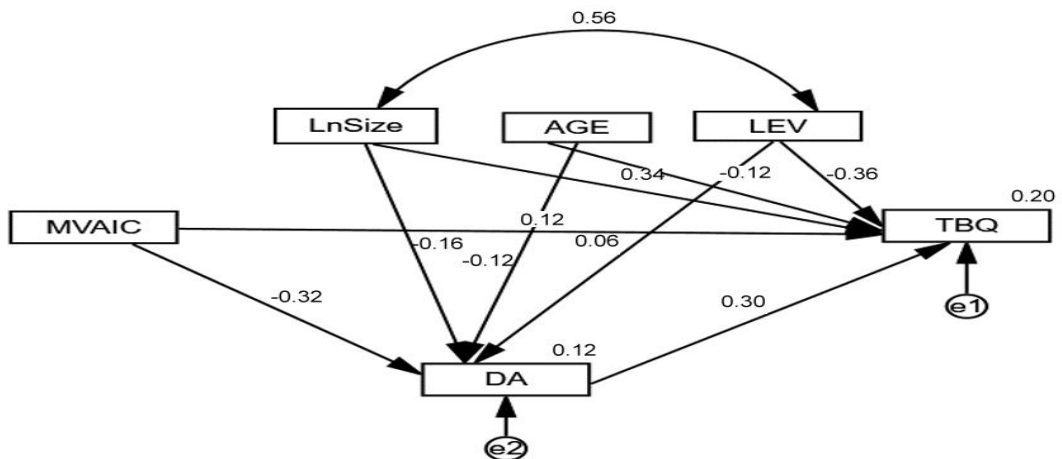 0.56
LnSize
AGE
LEV
0.34
-0.12
-0.36
0.20
MVAIC
0.12
TBQ
-0.16
0.06
-0.12
-0.32
0.30
e1
0.12
DA
e2